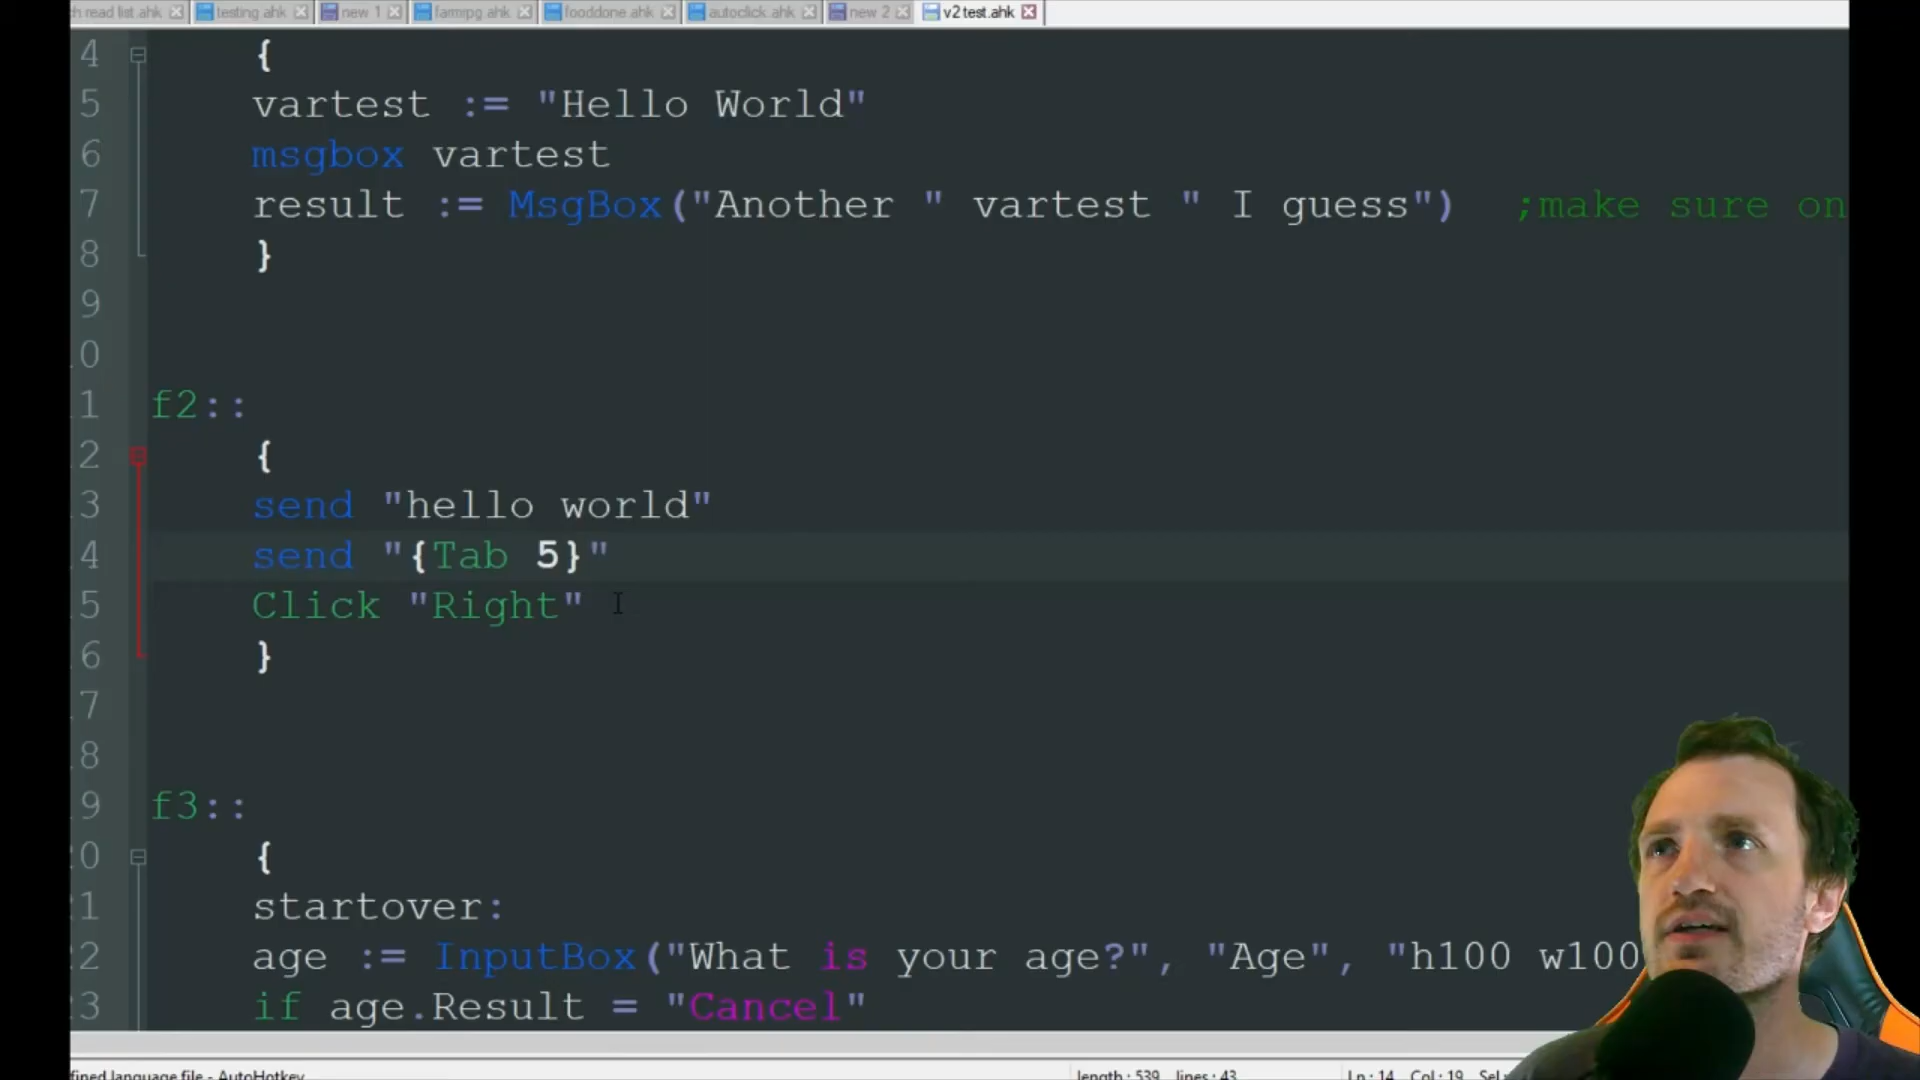 h read list.ahk testing.ahk new 1 farmrpg.ahk fooddone.ahk autoclick.ahk new 2 v2 test.ahk
4 {
5 vartest := "Hello World"
6 msgbox vartest
7 result := MsgBox("Another " vartest " I guess") ;make sure on
8 }
9
0
1 f2::
2 {
3 send "hello world"
4 send "{Tab 5}"
5 Click "Right"
6 }
7
8
9 f3::
20 {
21 startover:
22 age := InputBox("What is your age?", "Age", "h100 w100
23 if age.Result = "Cancel"
fined language file - AutoHotkey length : 539 lines : 43 Ln : 14 Col : 19 Sel